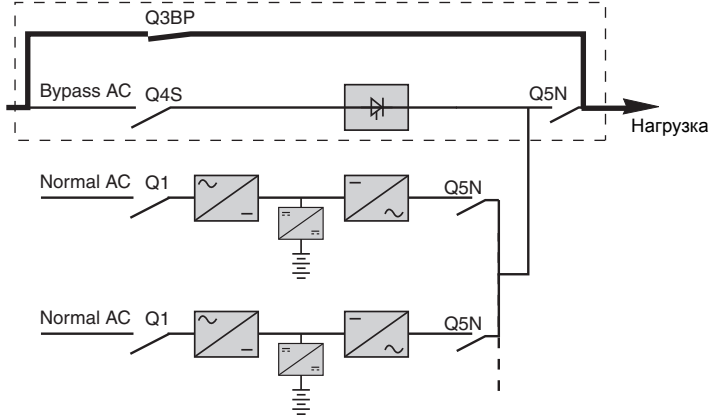 Q3BP
Bypass AC Q4S Q5N
Нагрузка
Normal AC Q1 Q5N
Normal AC Q1 Q5N